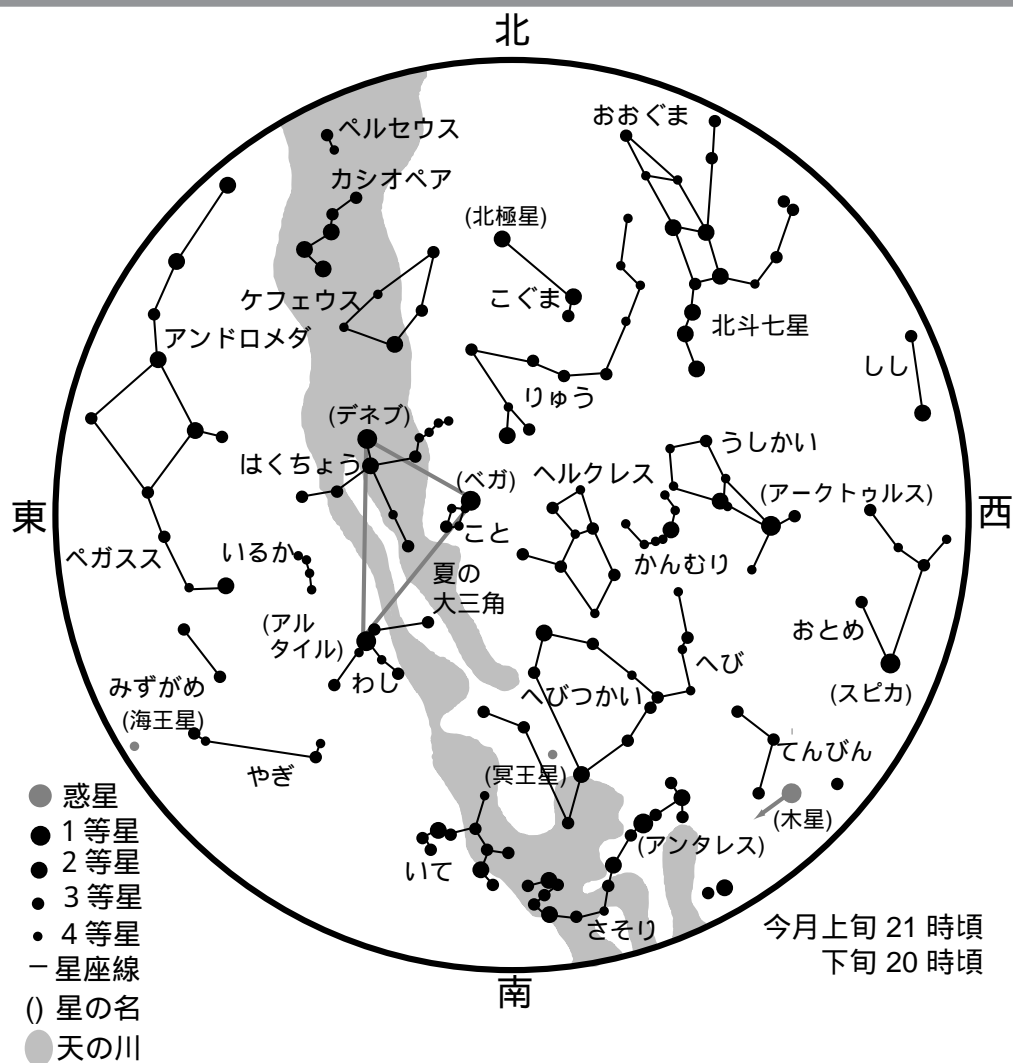 北
ペルセウス
おおぐま
カシオペア
(北極星)
ケフェウス
こぐま
アンドロメダ
北斗七星
しし
りゅう
(デネブ)
うしかい
はくちょう
(ベガ)
ヘルクレス
(アークトゥルス)
東
西
こと
ペガスス
いるか
かんむり
夏の
大三角
(アル
タイル)
おとめ
へび
みずがめ
わし
へびつかい
(スピカ)
(海王星)
てんびん
やぎ
(冥王星)
(木星)
(アンタレス)
いて
さそり
惑星
1等星
2等星
3等星
4等星
星座線
() 星の名
天の川
今月上旬 21 時頃
下旬 20 時頃
南